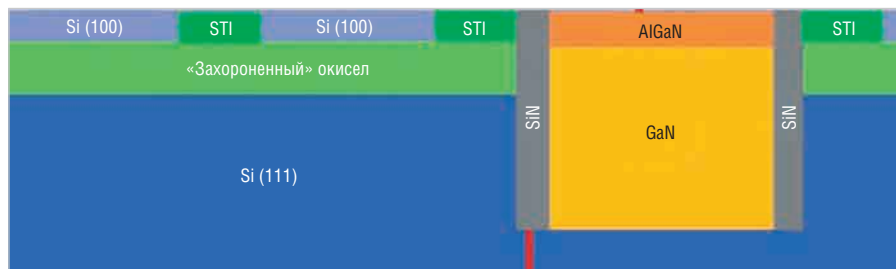 Si (100)
STI
Si (100)
STI
AlGaN
STI
«Захороненный» окисел
SiN
GaN
SiN
Si (111)